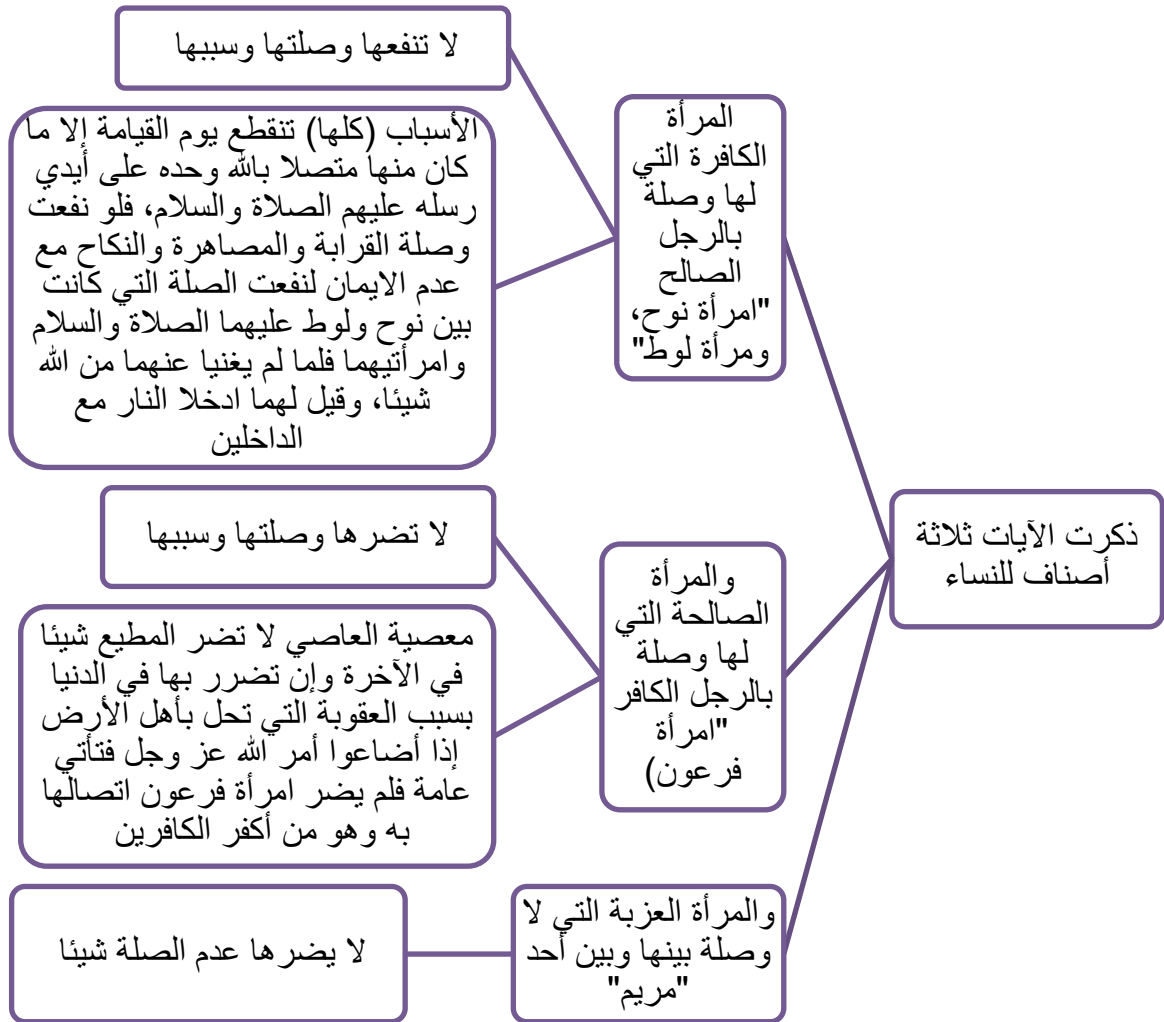 ذكرت الآيات ثلاثة
أصناف للنساء
المرأة
الكافرة التي
لها وصلة
بالرجل
الصالح
"امرأة نوح،
ومرأة لوط"
لا تنفعها وصلتها وسببها
الأسباب (كلها) تنقطع يوم القيامة إلا ما
كان منها متصلا بالله وحده على أيدي
رسله عليهم الصلاة والسلام، فلو نفعت
وصلة القرابة والمصاهرة والنكاح مع
عدم الايمان لنفعت الصلة التي كانت
بين نوح ولوط عليهما الصلاة والسلام
وامرأتيهما فلما لم يغنيا عنهما من الله
شيئا، وقيل لهما ادخلا النار مع
الداخلين
والمرأة
الصالحة التي
لها وصلة
بالرجل الكافر
"امرأة
فرعون)
لا تضرها وصلتها وسببها
معصية العاصي لا تضر المطيع شيئا
في الآخرة وإن تضرر بها في الدنيا
بسبب العقوبة التي تحل بأهل الأرض
إذا أضاعوا أمر الله عز وجل فتأتي
عامة فلم يضر امرأة فرعون اتصالها
به وهو من أكفر الكافرين
والمرأة العزبة التي لا
وصلة بينها وبين أحد
"مريم"
لا يضرها عدم الصلة شيئا